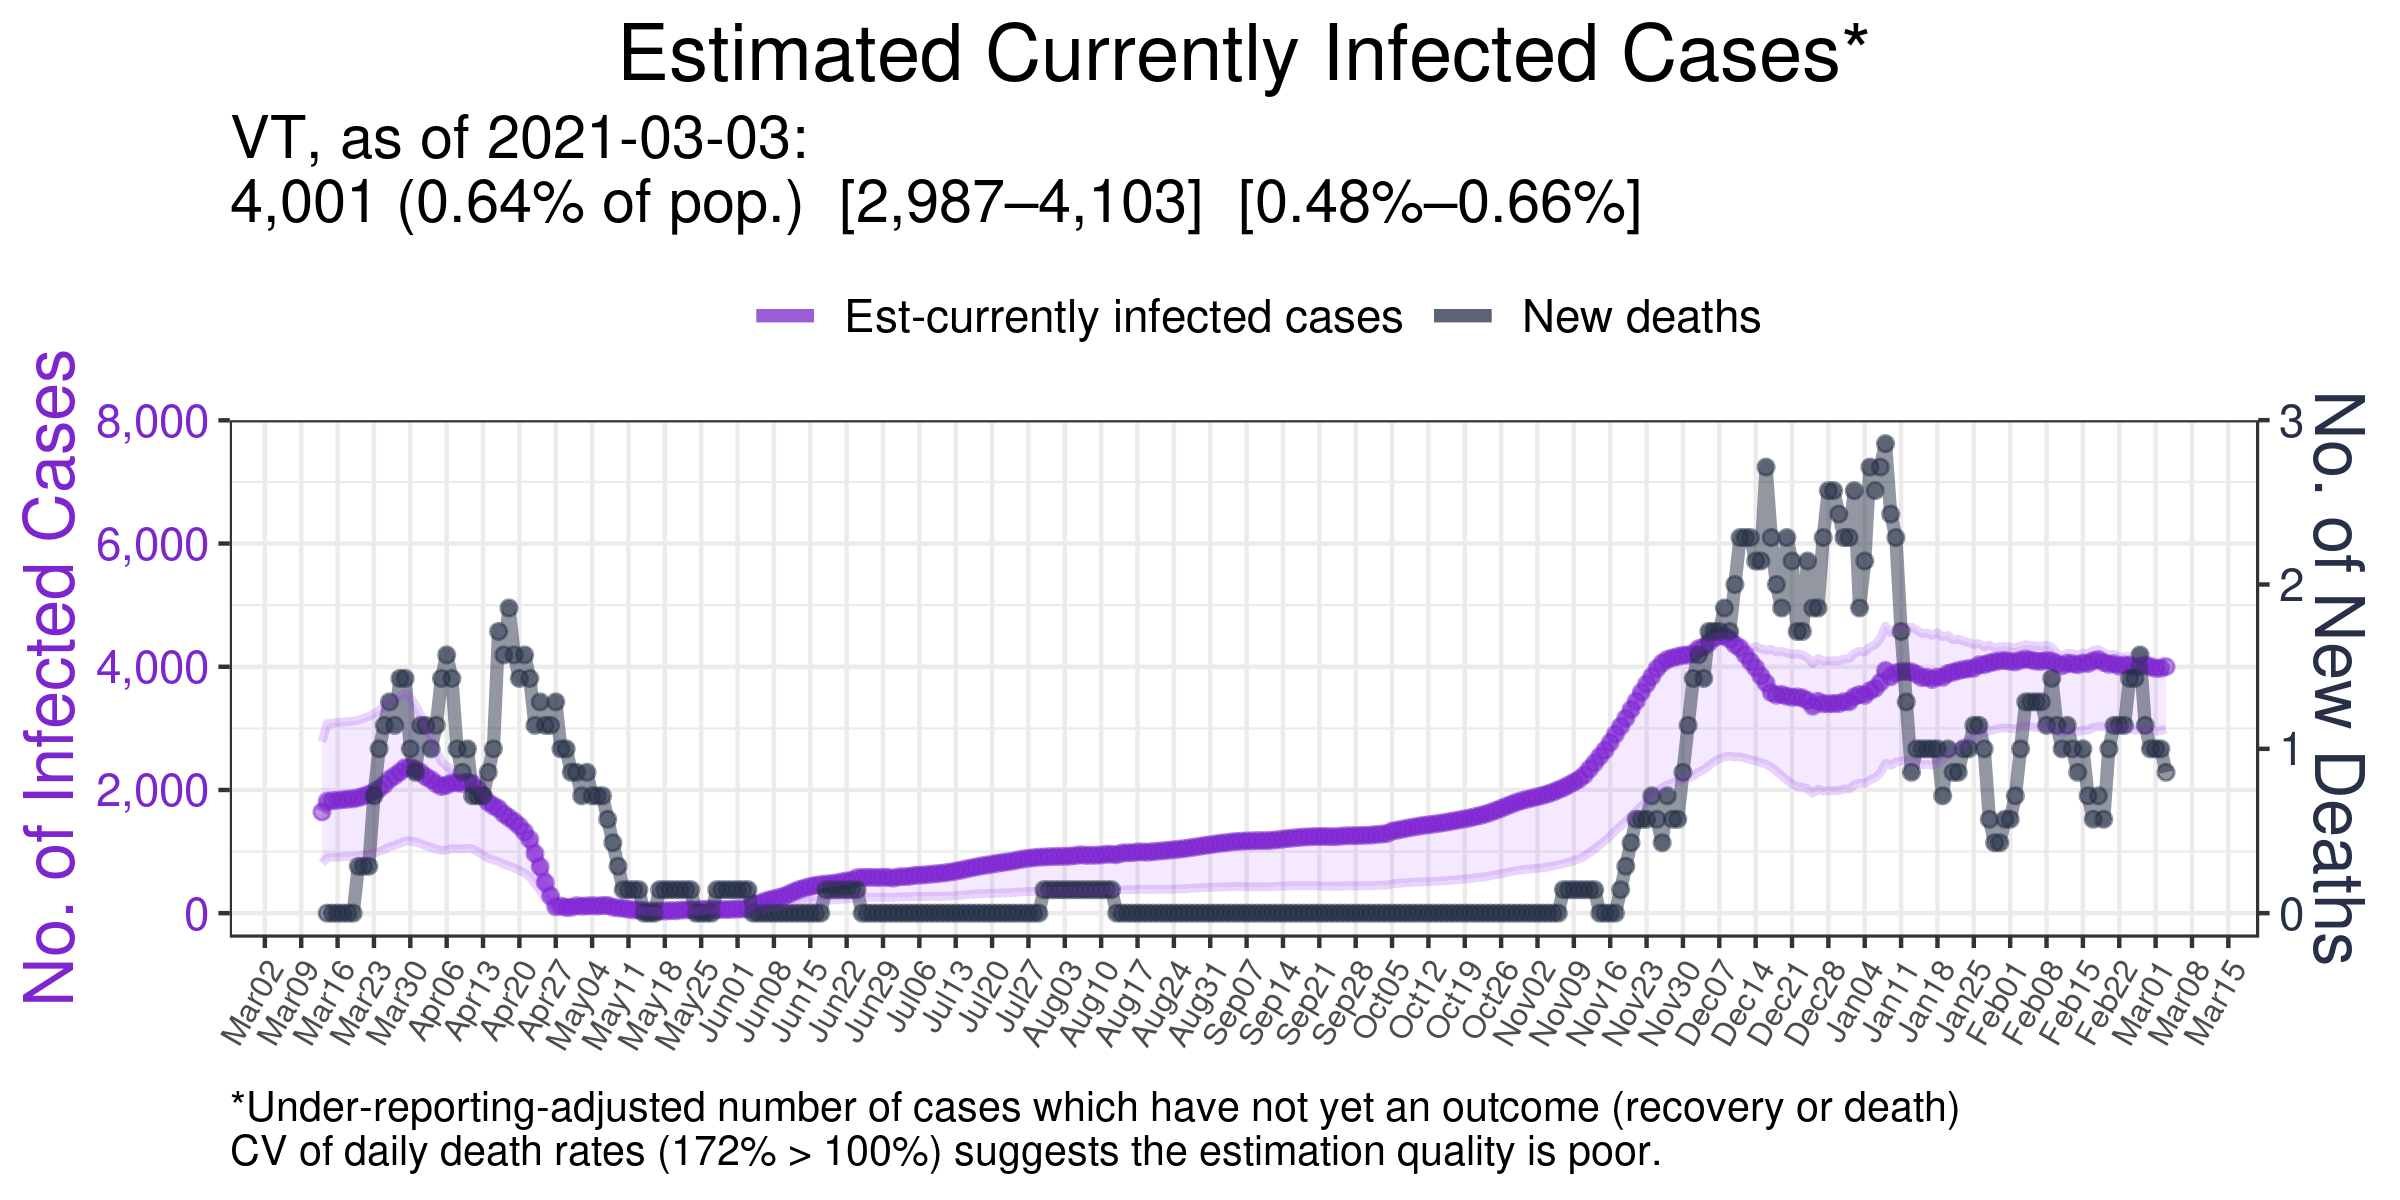 Estimated Currently Infected Cases*
VT, as of 2021-03-03:
4,001 (0.64% of pop.)  [2,987–4,103]  [0.48%–0.66%]
Est-currently infected cases
New deaths
No. of Infected Cases
8,000
6,000
4,000
2,000
0
3
2
1
0
No. of New Deaths
Mar02
Mar09
Mar16
Mar23
Mar30
Apr06
Apr13
Apr20
Apr27
May04
May11
May18
May25
Jun01
Jun08
Jun15
Jun22
Jun29
Jul06
Jul13
Jul20
Jul27
Aug03
Aug10
Aug17
Aug24
Aug31
Sep07
Sep14
Sep21
Sep28
Oct05
Oct12
Oct19
Oct26
Nov02
Nov09
Nov16
Nov23
Nov30
Dec07
Dec14
Dec21
Dec28
Jan04
Jan11
Jan18
Jan25
Feb01
Feb08
Feb15
Feb22
Mar01
Mar08
Mar15
*Under-reporting-adjusted number of cases which have not yet an outcome (recovery or death)
CV of daily death rates (172% > 100%) suggests the estimation quality is poor.